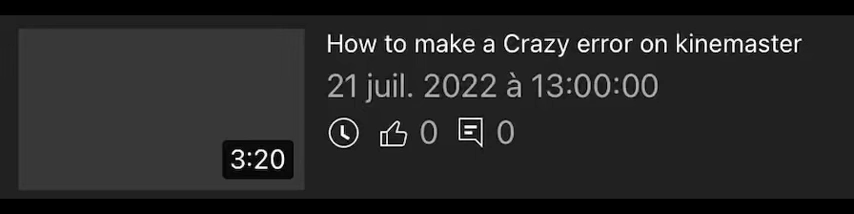 How to make a Crazy error on kinemaster
21 juil. 2022 à 13:00:00
0 0
3:20